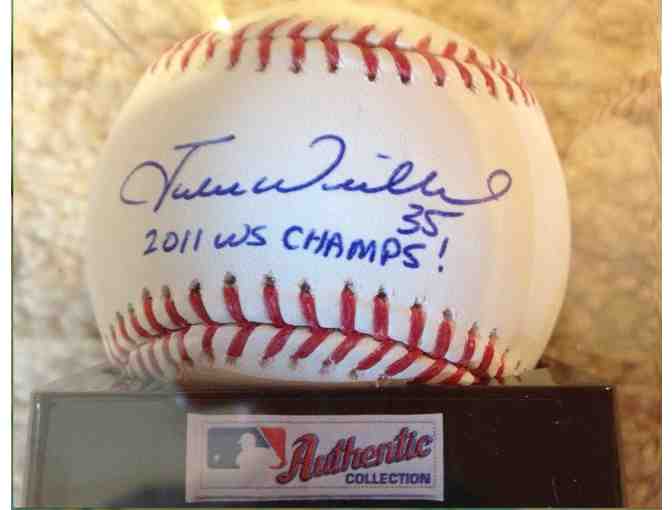 35
2011 WS CHAMPS!
Authentic
COLLECTION